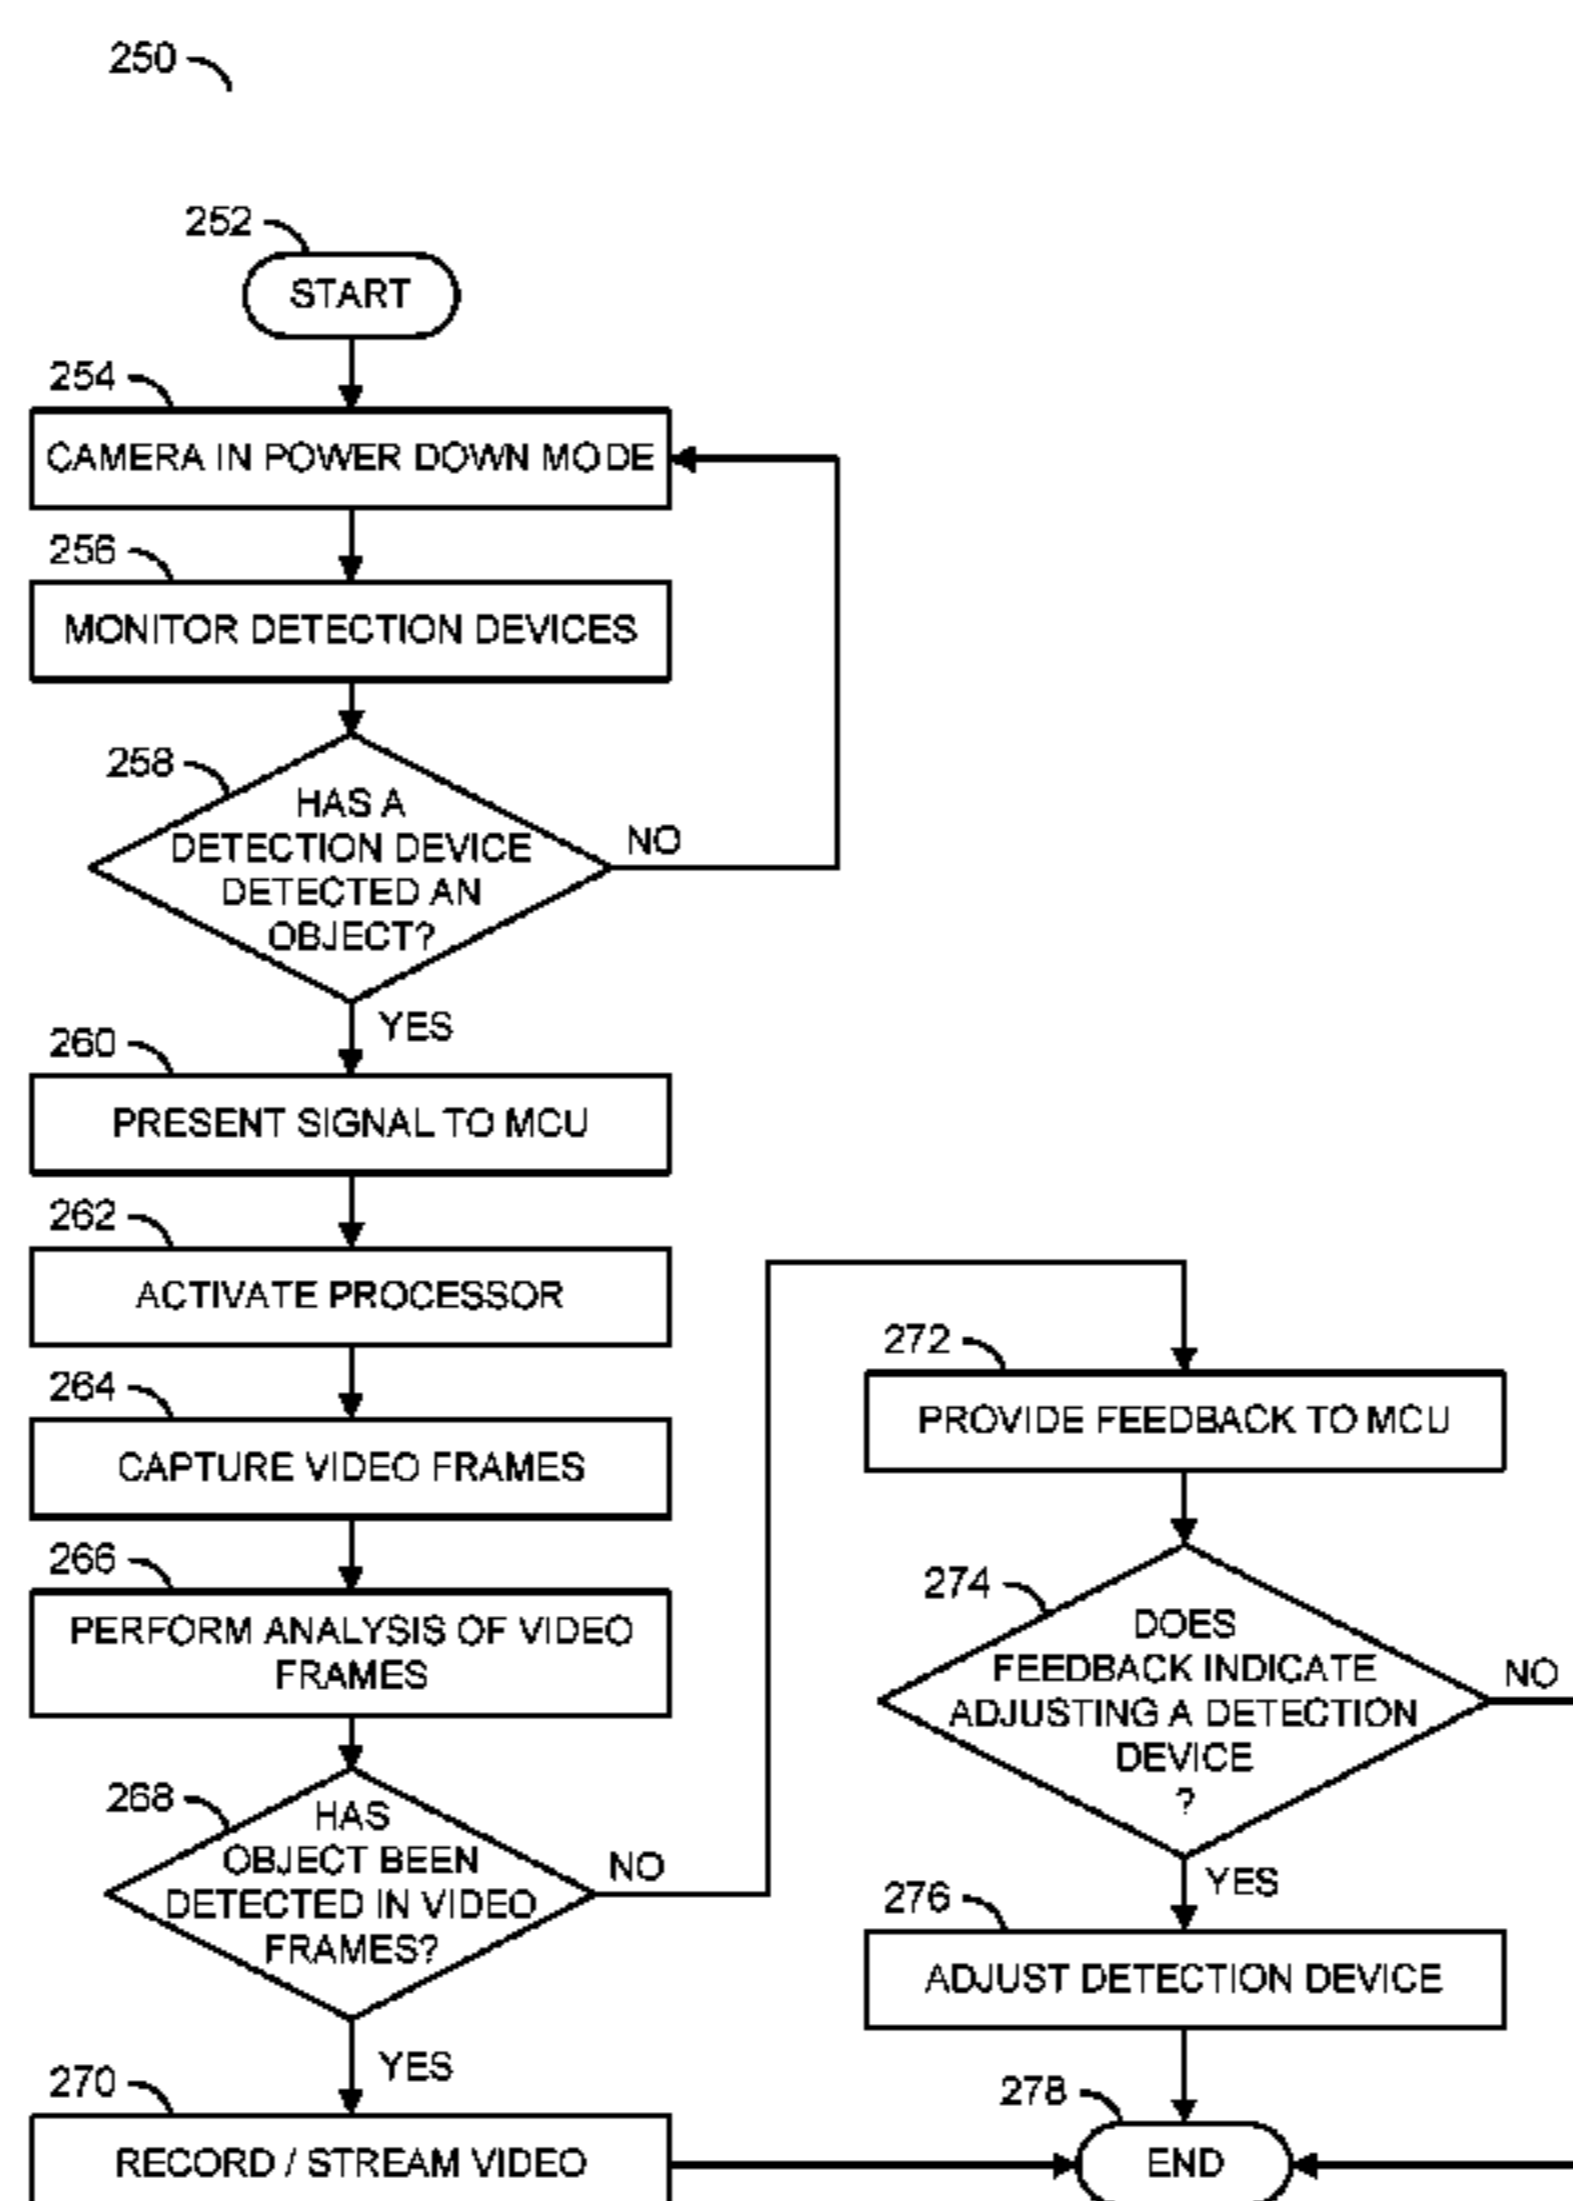 250
252
START
254
CAMERA IN POWER DOWN MODE
256
MONITOR DETECTION DEVICES
258
HAS A
DETECTION DEVICE
DETECTED AN
OBJECT?
NO
YES
260
PRESENT SIGNAL TO MCU
262
ACTIVATE PROCESSOR
264
CAPTURE VIDEO FRAMES
266
PERFORM ANALYSIS OF VIDEO
FRAMES
268
HAS
OBJECT BEEN
DETECTED IN VIDEO
FRAMES?
NO
YES
270
RECORD / STREAM VIDEO
272
PROVIDE FEEDBACK TO MCU
274
DOES
FEEDBACK INDICATE
ADJUSTING A DETECTION
DEVICE
?
NO
YES
276
ADJUST DETECTION DEVICE
278
END